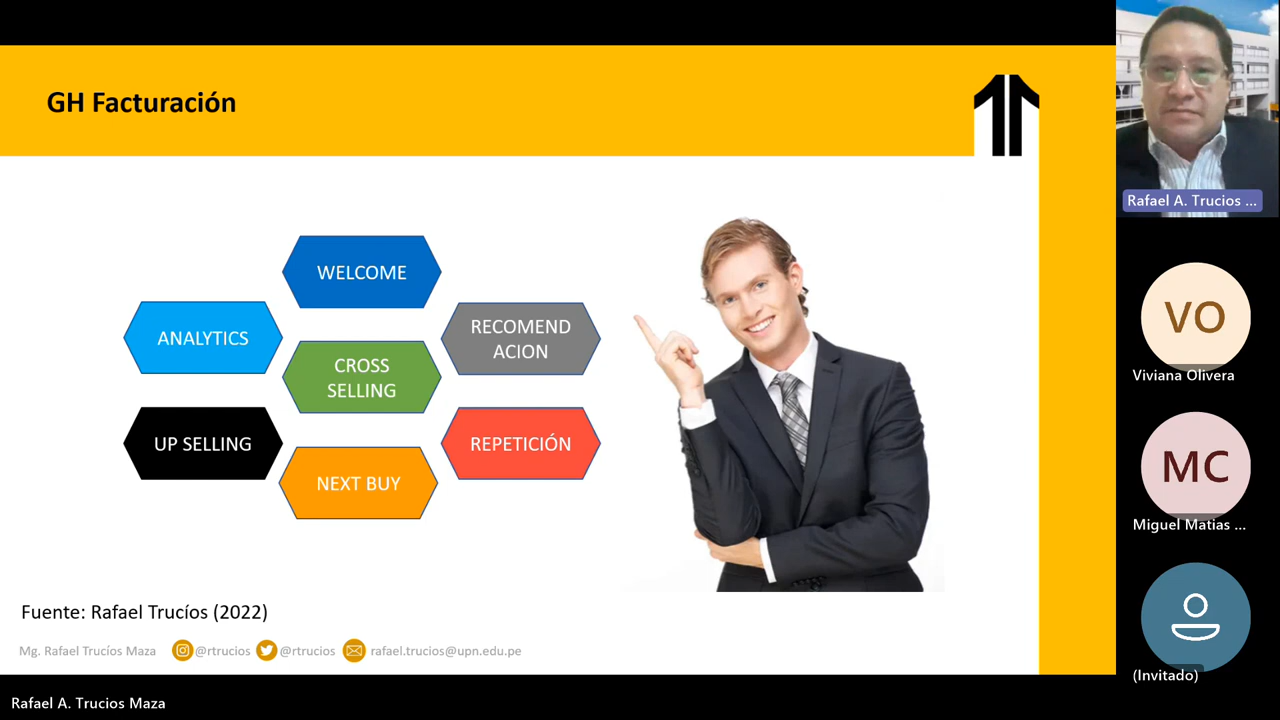 GH Facturación
WELCOME
ANALYTICS
RECOMEND
ACION
CROSS
SELLING
UP SELLING
REPETICIÓN
NEXT BUY
Fuente: Rafael Trucíos (2022)
Mg. Rafael Trucíos Maza @rtrucios @rtrucios rafael.trucios@upn.edu.pe
Rafael A. Trucios Maza
Rafael A. Trucios ...
VO
Viviana Olivera
MC
Miguel Matias ...
(Invitado)